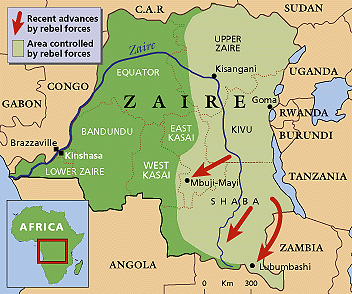 Recent advances
by rebel forces
Area controlled
by rebel forces
C.A.R
SUDAN
UPPER
ZAIRE
Zaire
Kisangani
UGANDA
EQUATOR
CONGO
GABON
ZAIRE
Goma
RWANDA
BURUNDI
BANDUNDU
EAST
KASAI
KIVU
Brazzaville
Kinshasa
LOWER ZAIRE
WEST
KASAI
Mbuji-Mayi
TANZANIA
SHABA
AFRICA
ANGOLA
ZAMBIA
Lubumbashi
0 Km 300